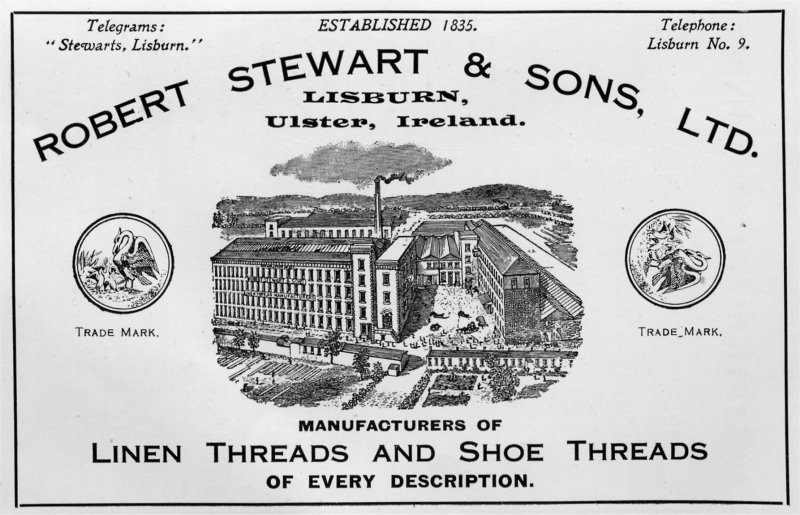 Telegrams:
"Stewarts, Lisburn."
ESTABLISHED 1835.
Telephone:
Lisburn No. 9.
ROBERT STEWART & SONS, LTD.
LISBURN,
Ulster, Ireland.
TRADE MARK.
TRADE MARK.
MANUFACTURERS OF
LINEN THREADS AND SHOE THREADS
OF EVERY DESCRIPTION.